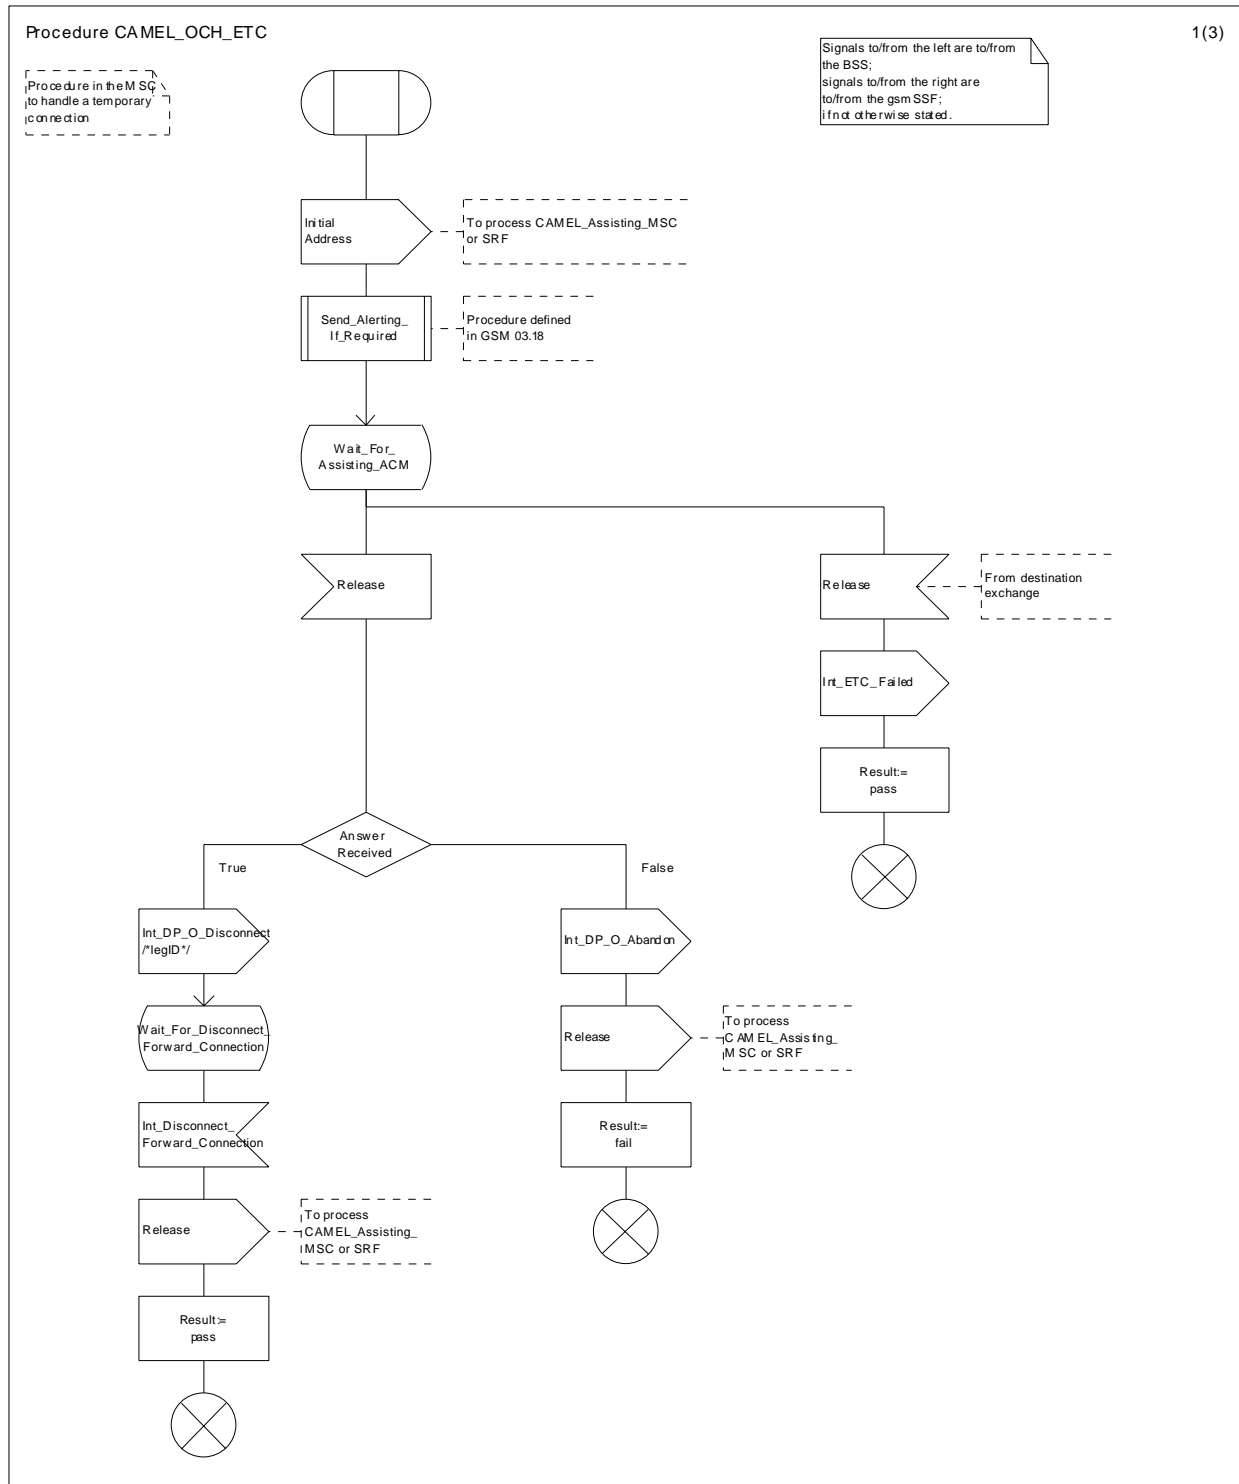 Procedure CAMEL_OCH_ETC
1(3)
Procedure in the MSC
to handle a temporary
connection
Signals to/from the left are to/from
the BSS;
signals to/from the right are
to/from the gsmSSF;
if not otherwise stated.
Initial
Address
To process CAMEL_Assisting_MSC
or SRF
Send_Alerting_
If_Required
Procedure defined
in GSM 03.18
Wait_For_
Assisting_ACM
Release
Release
From destination
exchange
Int_ETC_Failed
Result:=
pass
Answer
Received
True
False
Int_DP_O_Disconnect
/*legID*/
Int_DP_O_Abandon
Wait_For_Disconnect_
Forward_Connection
Release
To process
CAMEL_Assisting_
MSC or SRF
Int_Disconnect_
Forward_Connection
Result:=
fail
Release
To process
CAMEL_Assisting_
MSC or SRF
Result:=
pass